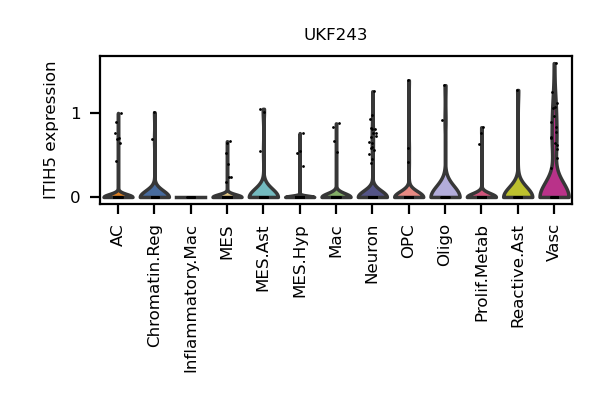 UKF243
ITIH5 expression
1
0
AC
Chromatin.Reg
Inflammatory.Mac
MES
MES.Ast
MES.Hyp
Mac
Neuron
OPC
Oligo
Prolif.Metab
Reactive.Ast
Vasc